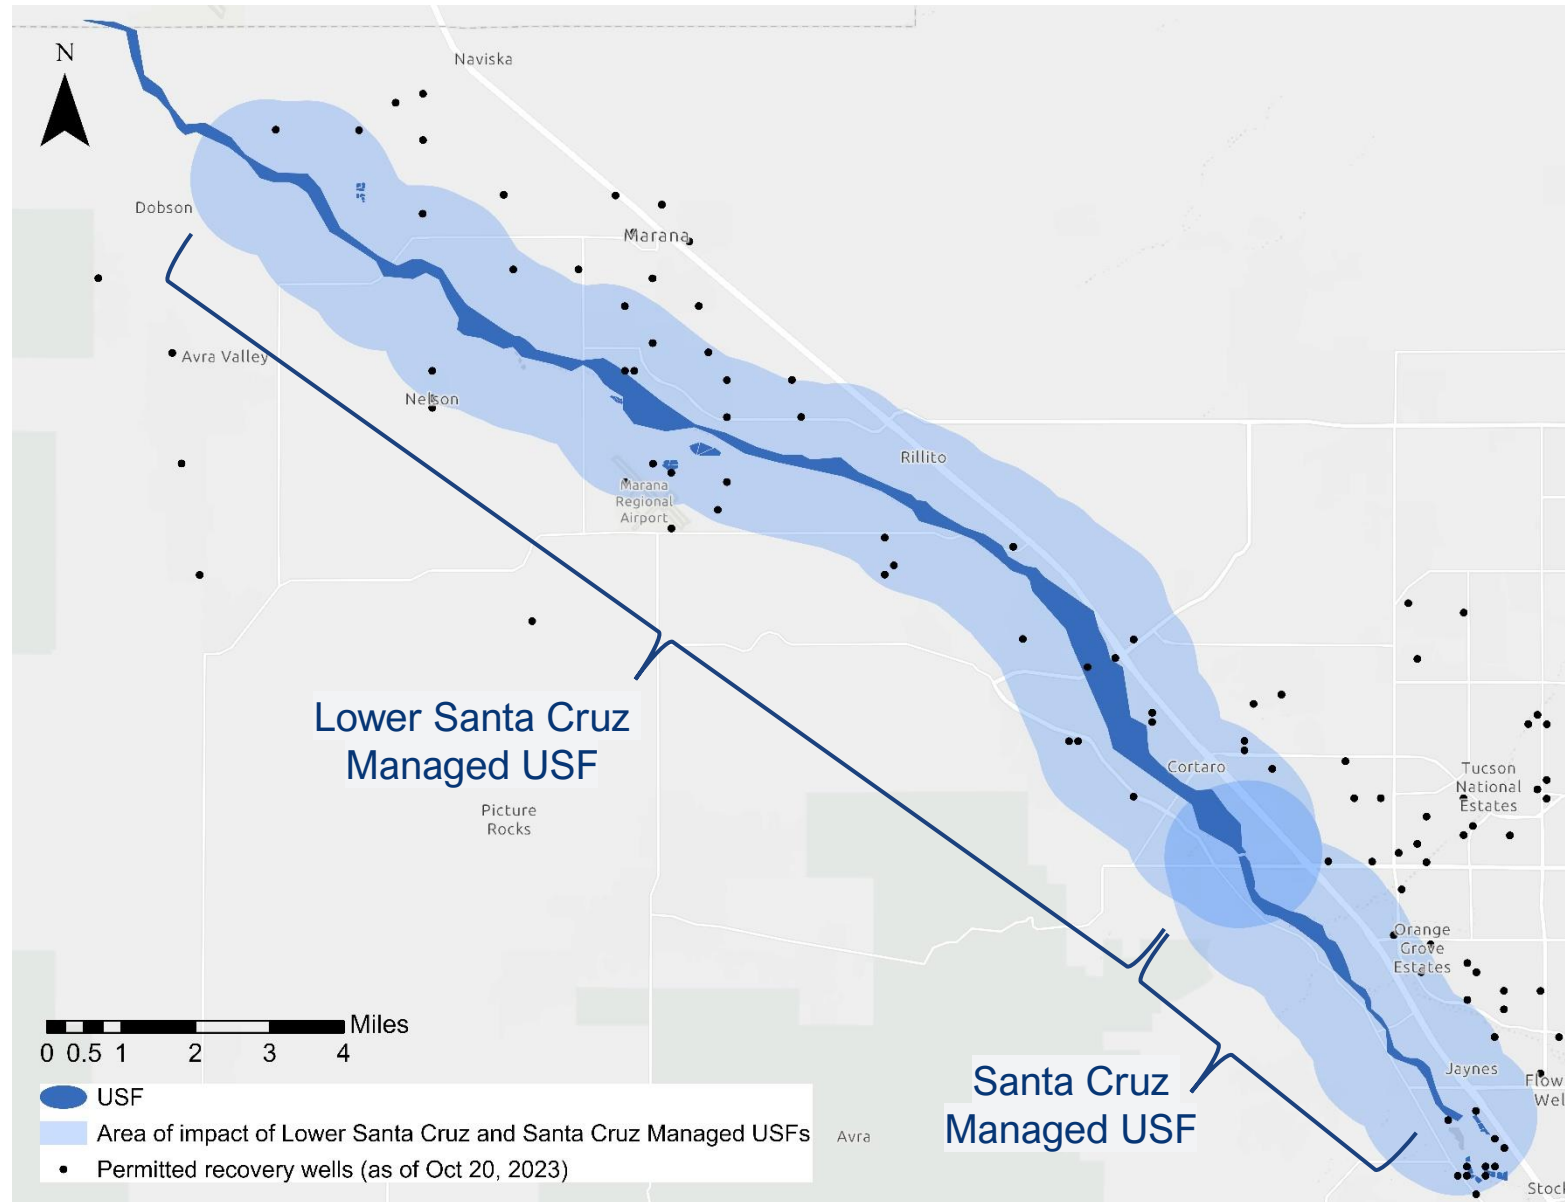 N
Naviska
Dobson
Marana
Avra Valley
Nelson
Rillito
Marana
Regional
Airport
Lower Santa Cruz
Managed USF
Cortaro
Tucson
National
Estates
Picture
Rocks
Orange
Grove
Estates
Miles
0 0.5 1 2 3 4
Santa Cruz
Managed USF
Jaynes
Flow
Wel
Avra
Stoc
USF
Area of impact of Lower Santa Cruz and Santa Cruz Managed USFs
Permitted recovery wells (as of Oct 20, 2023)